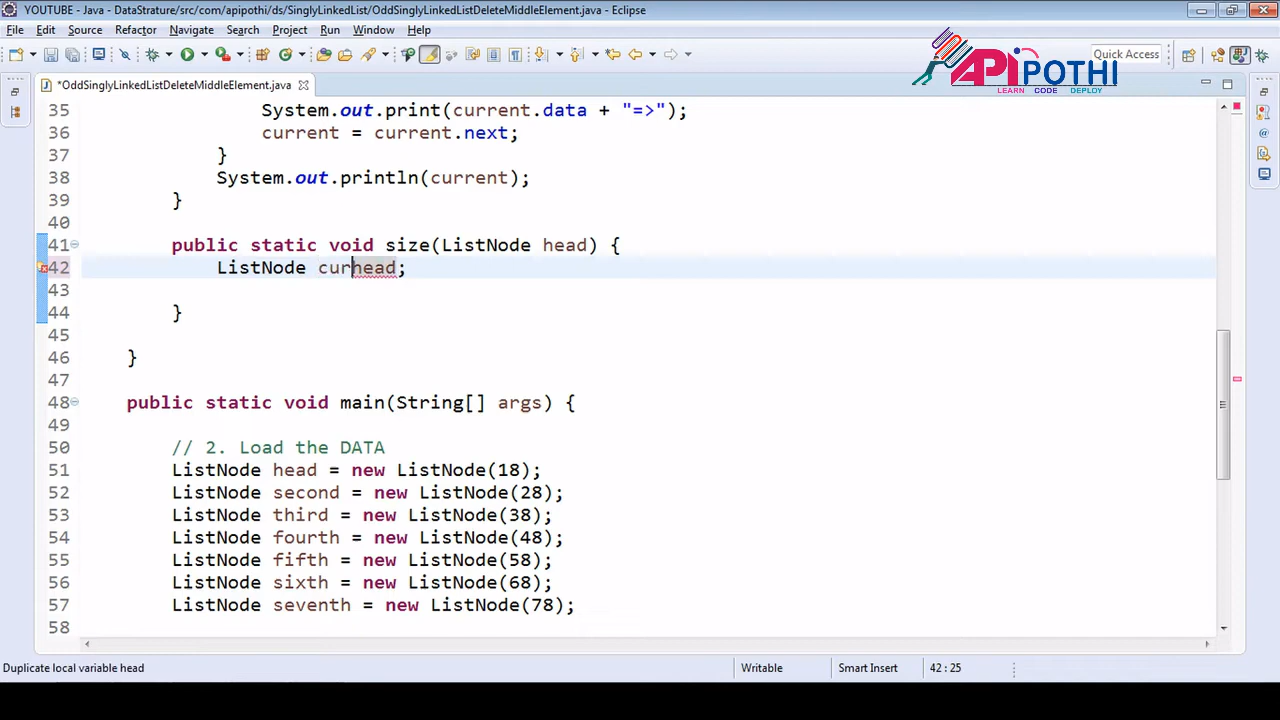 YOUTUBE - Java - DataStrature/src/com/apipothi/ds/SinglyLinkedList/OddSinglyLinkedListDeleteMiddleElement.java - Eclipse
File Edit Source Refactor Navigate Search Project Run Window Help
Quick Access
APiPOTHI
LEARN CODE DEPLOY
*OddSinglyLinkedListDeleteMiddleElement.java
35 System.out.print(current.data + "=>");
36 current = current.next;
37 }
38 System.out.println(current);
39 }
40
41 public static void size(ListNode head) {
42 ListNode curhead;
43
44 }
45
46 }
47
48 public static void main(String[] args) {
49
50 // 2. Load the DATA
51 ListNode head = new ListNode(18);
52 ListNode second = new ListNode(28);
53 ListNode third = new ListNode(38);
54 ListNode fourth = new ListNode(48);
55 ListNode fifth = new ListNode(58);
56 ListNode sixth = new ListNode(68);
57 ListNode seventh = new ListNode(78);
58
Duplicate local variable head Writable Smart Insert 42 : 25